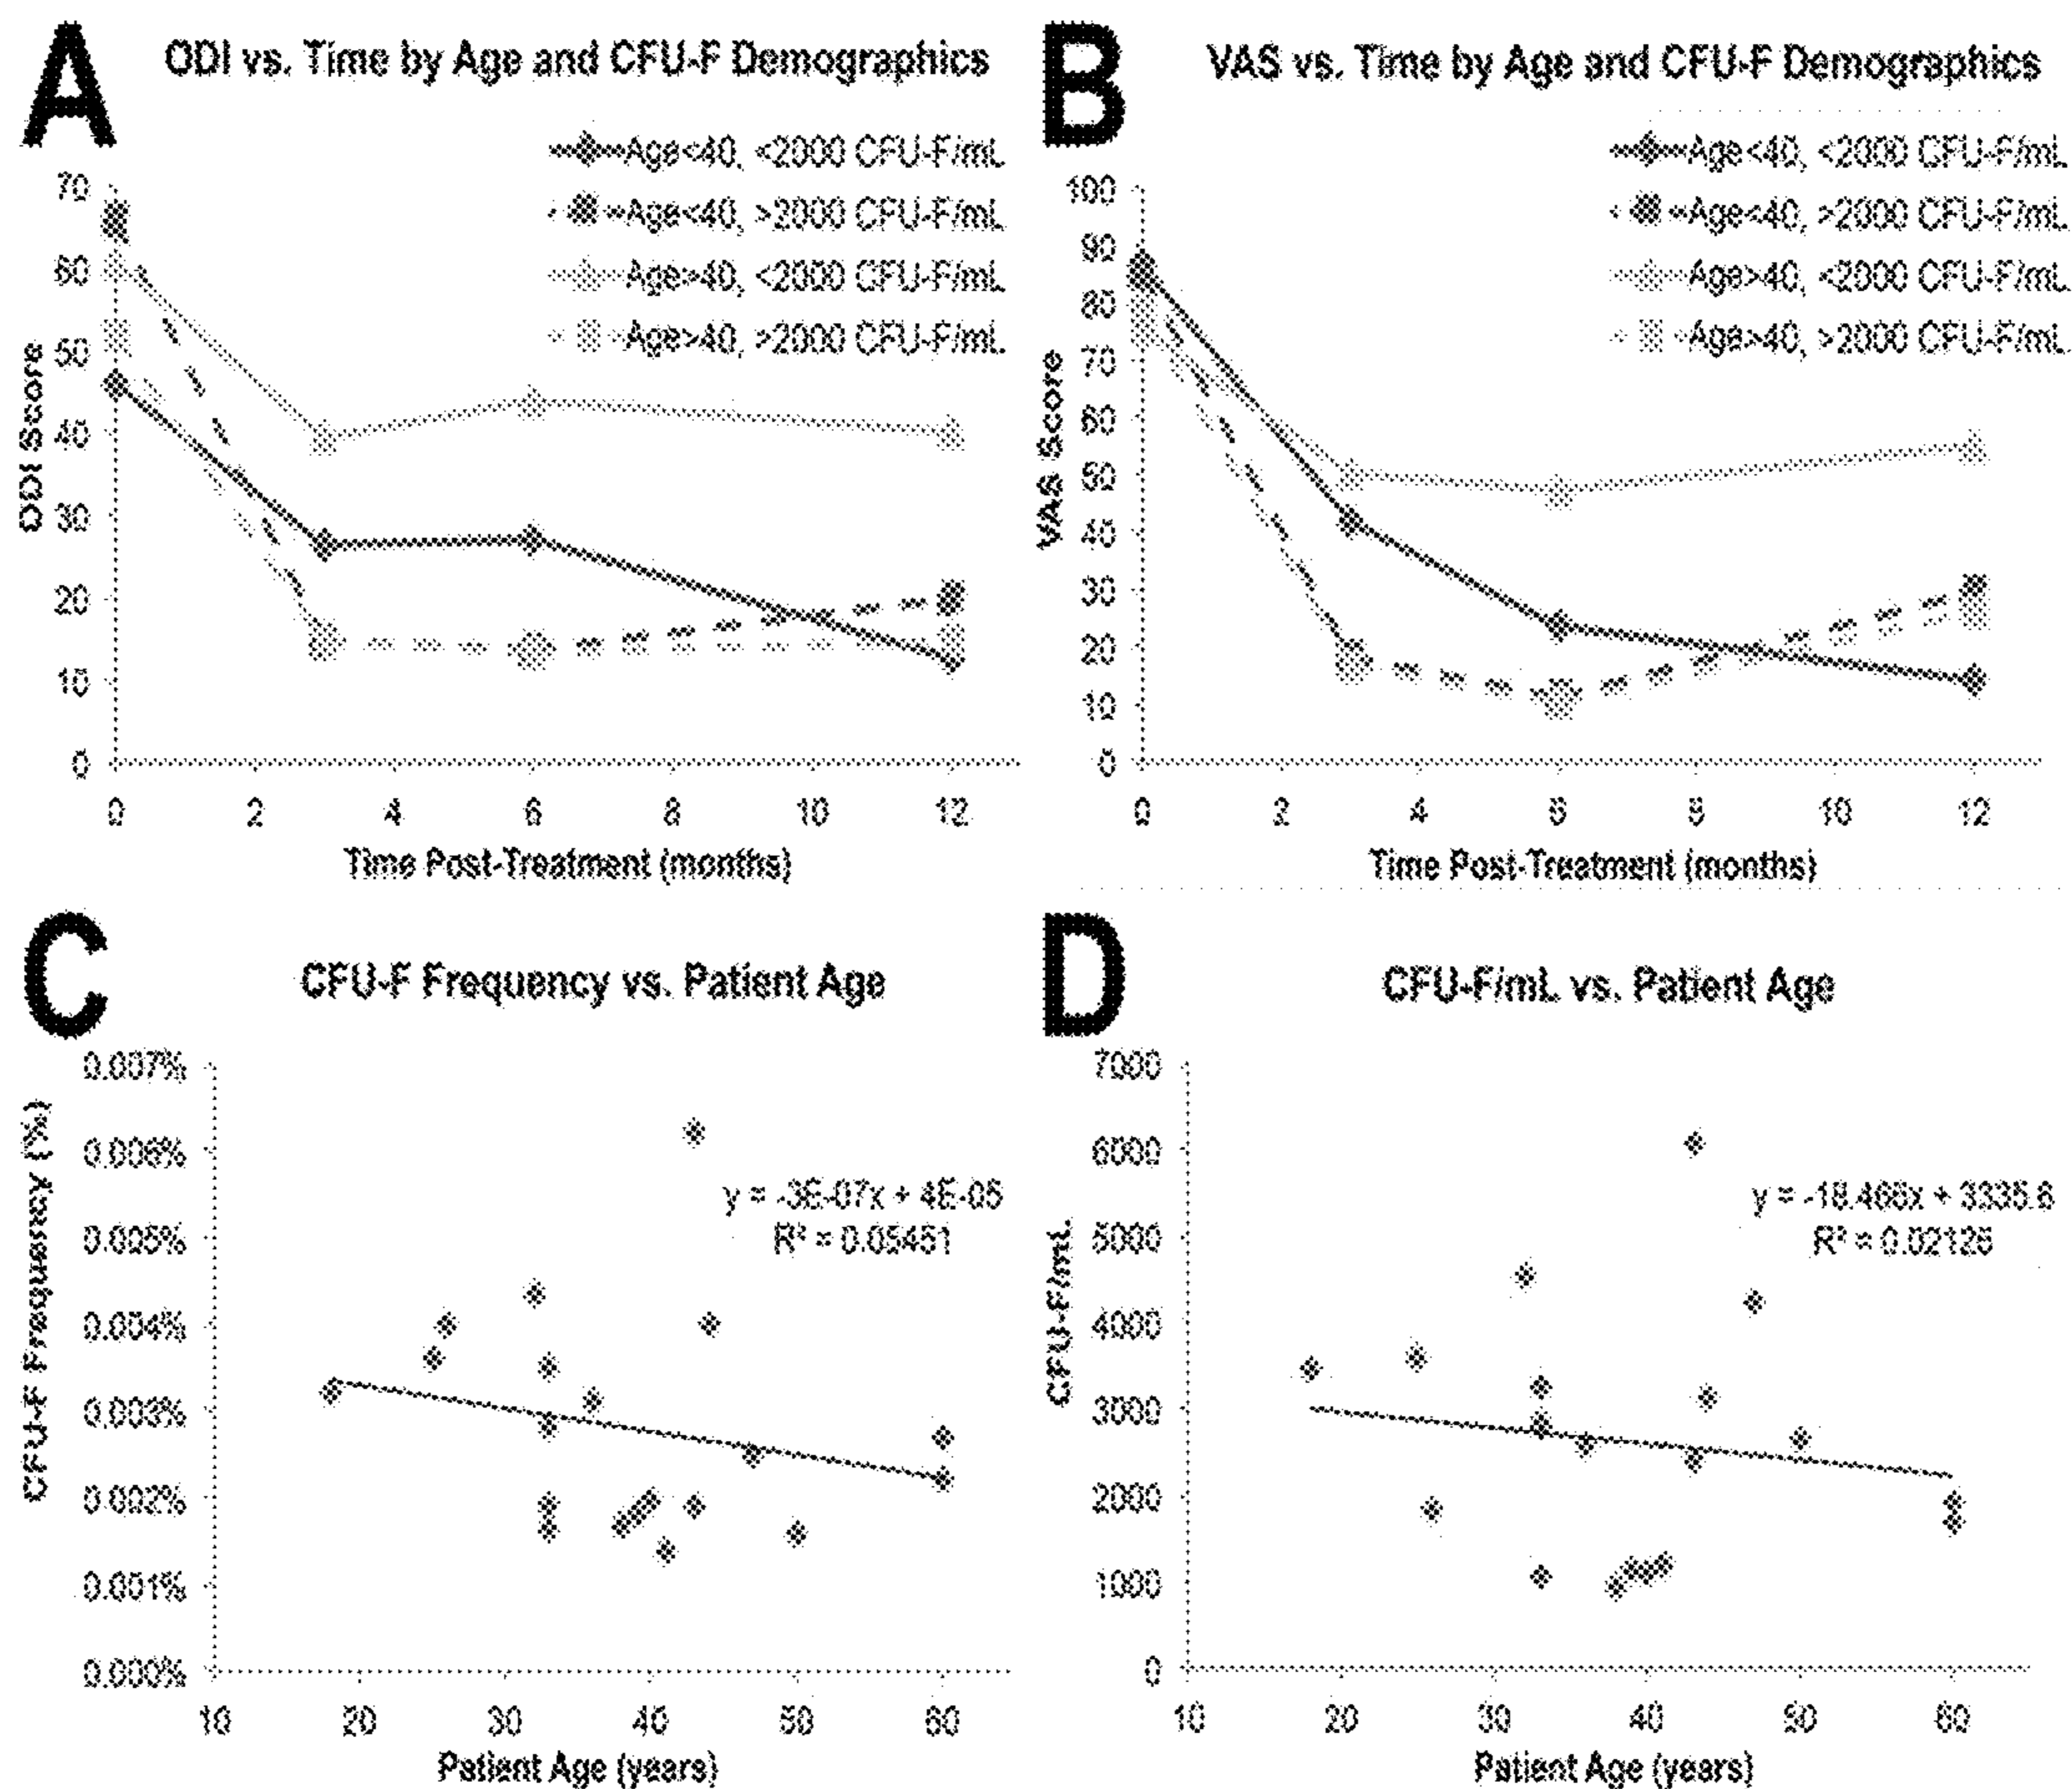 A
ODI vs. Time by Age and CFU-F Demographics
Age<40, <2000 CFU-F/mL
Age<40, >2000 CFU-F/mL
Age>40, <2000 CFU-F/mL
Age>40, >2000 CFU-F/mL
70
60
50
40
30
20
10
0
ODI Score
0 2 4 6 8 10 12
Time Post-Treatment (months)
B
VAS vs. Time by Age and CFU-F Demographics
Age<40, <2000 CFU-F/mL
Age<40, >2000 CFU-F/mL
Age>40, <2000 CFU-F/mL
Age>40, >2000 CFU-F/mL
100
90
80
70
60
50
40
30
20
10
0
VAS Score
0 2 4 6 8 10 12
Time Post-Treatment (months)
C
CFU-F Frequency vs. Patient Age
0.007%
0.006%
0.005%
0.004%
0.003%
0.002%
0.001%
0.000%
CFU-F Frequency (%)
y = -3E-07x + 4E-05
R² = 0.05451
10 20 30 40 50 60
Patient Age (years)
D
CFU-F/mL vs. Patient Age
7000
6000
5000
4000
3000
2000
1000
0
CFU-F/mL
y = -18.466x + 3335.6
R² = 0.02126
10 20 30 40 50 60
Patient Age (years)